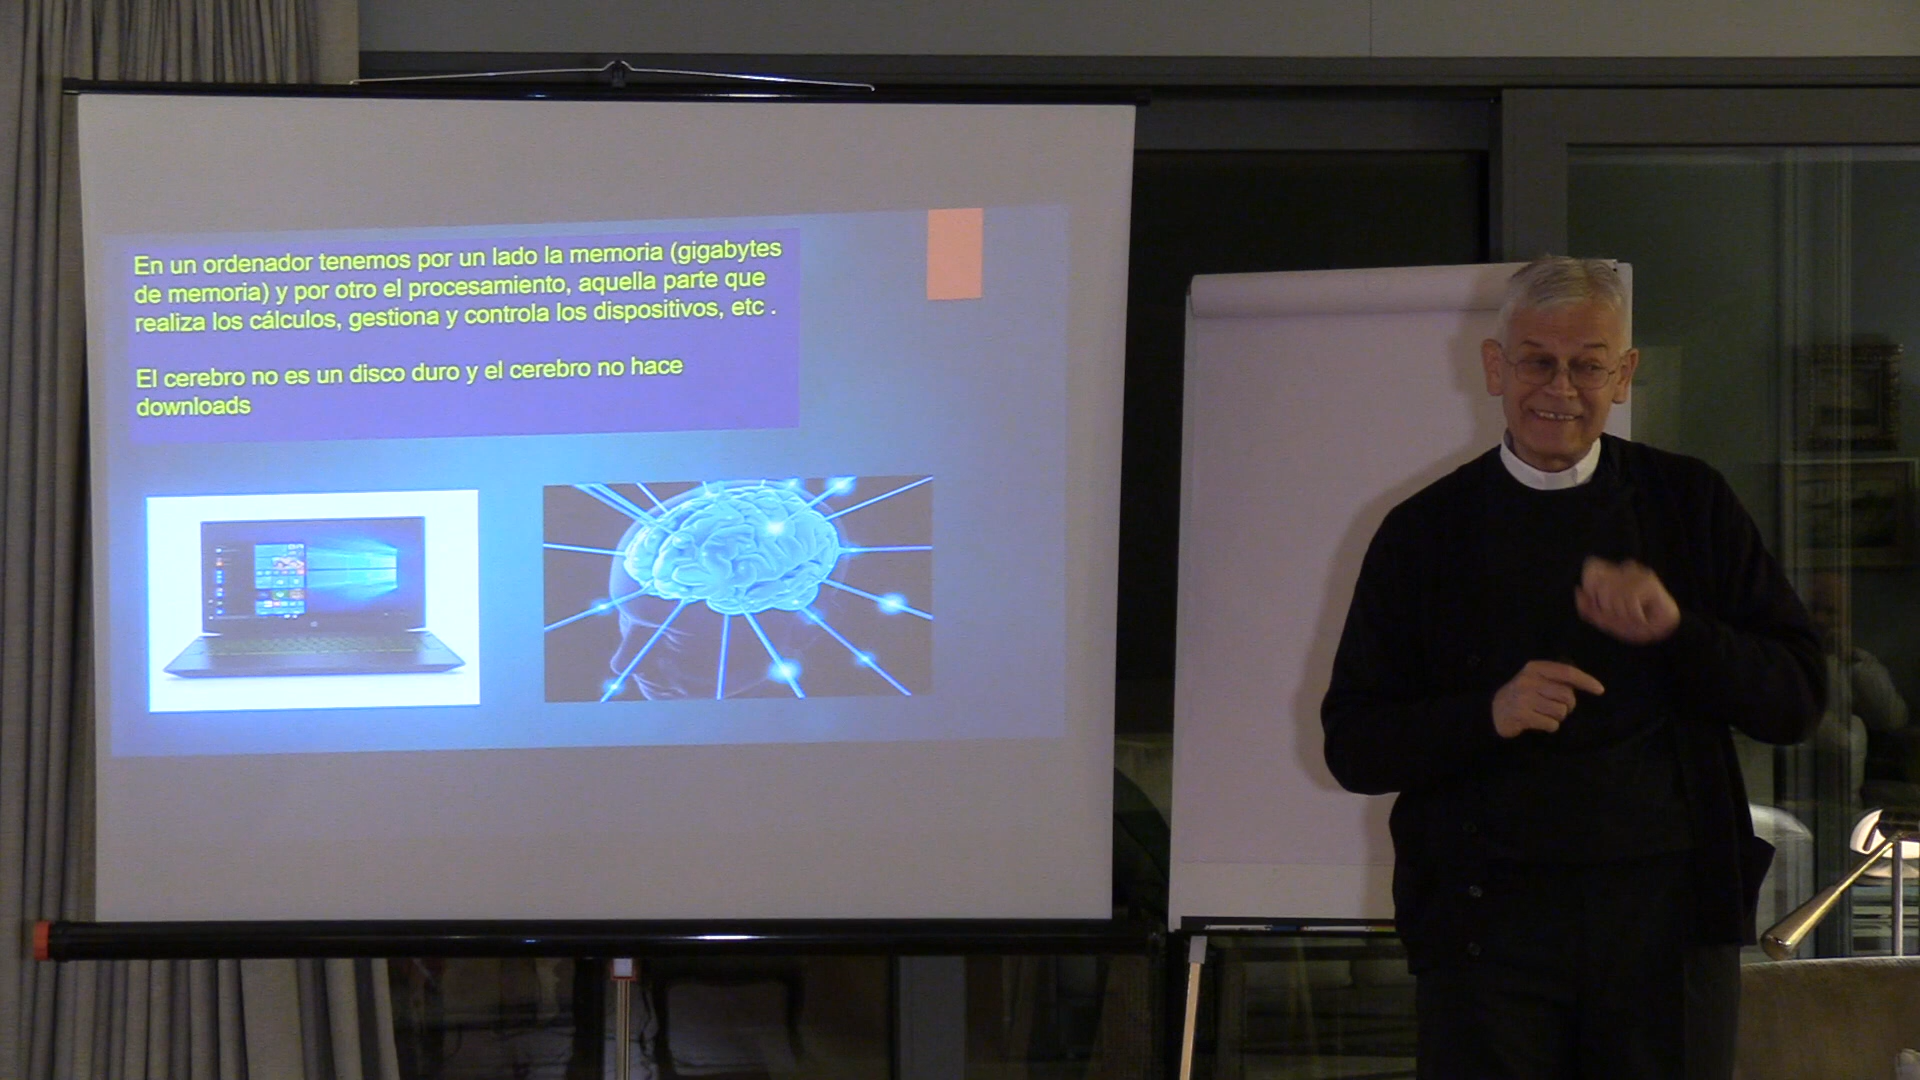 En un ordenador tenemos por un lado la memoria (gigabytes
de memoria) y por otro el procesamiento, aquella parte que
realiza los cálculos, gestiona y controla los dispositivos, etc .
El cerebro no es un disco duro y el cerebro no hace
downloads